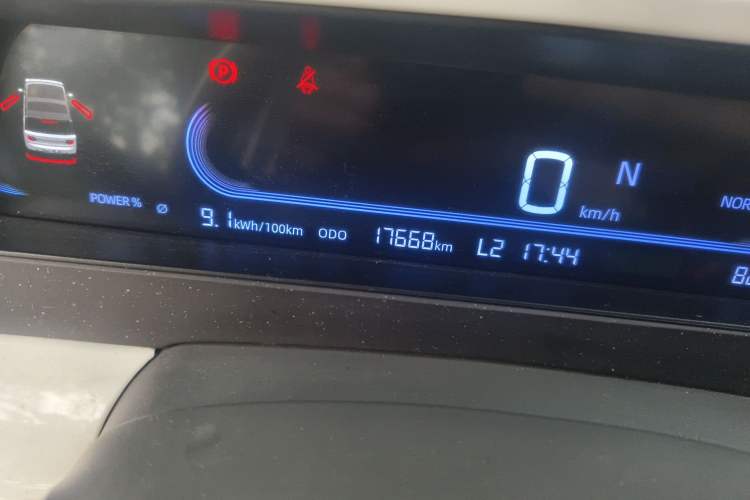 P
0 N
km/h
POWER % Ø 9.1kWh/100km ODO 17668km L2 17:44